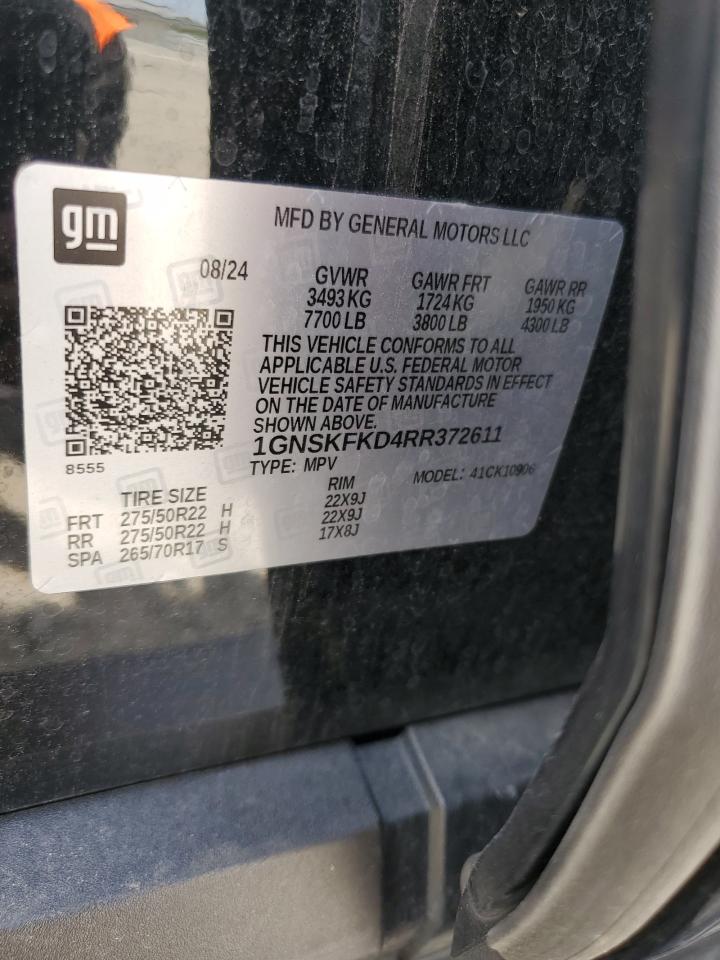 gm
MFD BY GENERAL MOTORS LLC
08/24 GVWR GAWR FRT GAWR RR
3493 KG 1724 KG 1950 KG
7700 LB 3800 LB 4300 LB
THIS VEHICLE CONFORMS TO ALL
APPLICABLE U.S. FEDERAL MOTOR
VEHICLE SAFETY STANDARDS IN EFFECT
ON THE DATE OF MANUFACTURE
SHOWN ABOVE.
1GNSKFKD4RR372611
8555
TYPE: MPV MODEL: 41CK10906
TIRE SIZE RIM
FRT 275/50R22 H 22X9J
RR 275/50R22 H 22X9J
SPA 265/70R17 S 17X8J